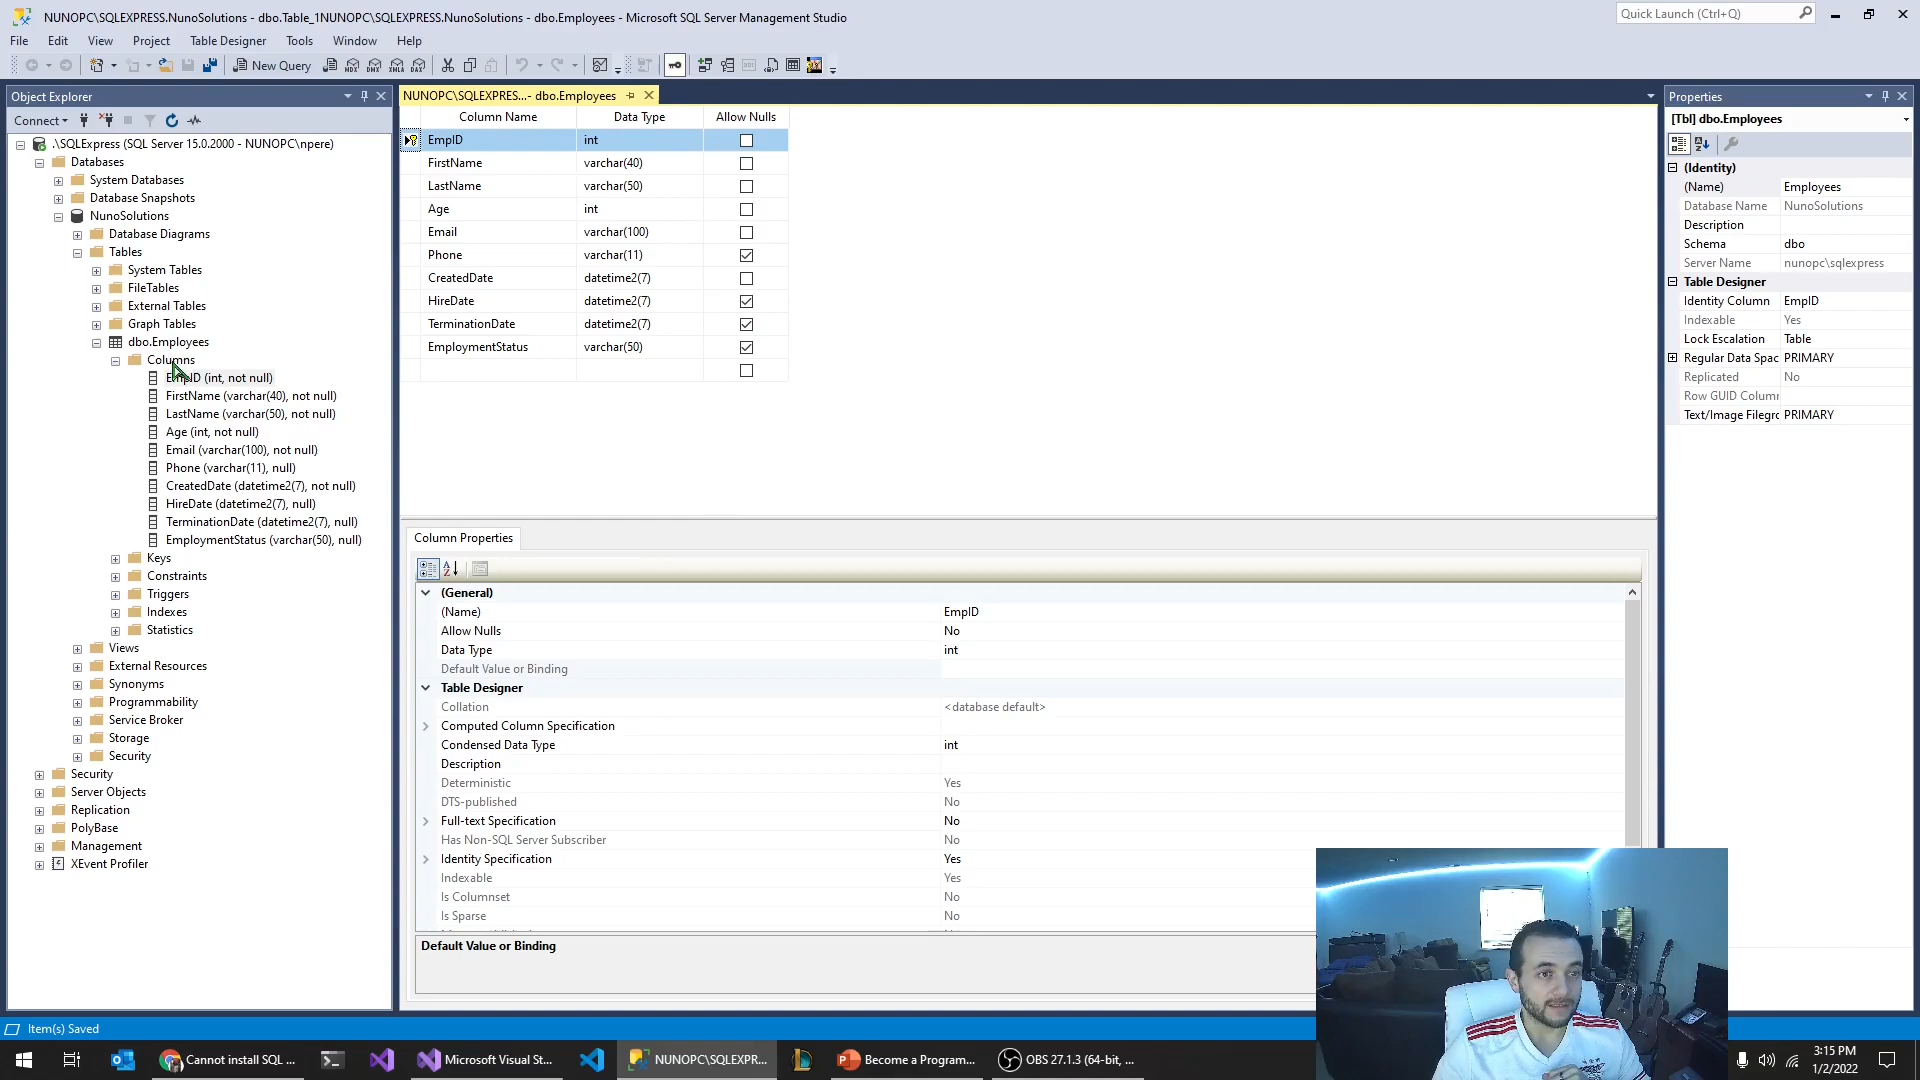 NUNOPC\SQLEXPRESS.NunoSolutions - dbo.Table_1NUNOPC\SQLEXPRESS.NunoSolutions - dbo.Employees - Microsoft SQL Server Management Studio
Quick Launch (Ctrl+Q)
File Edit View Project Table Designer Tools Window Help
New Query MDX DMX XMLA DAX
Object Explorer
Connect
.\SQLExpress (SQL Server 15.0.2000 - NUNOPC\npere)
Databases
System Databases
Database Snapshots
NunoSolutions
Database Diagrams
Tables
System Tables
FileTables
External Tables
Graph Tables
dbo.Employees
Columns
EmpID (int, not null)
FirstName (varchar(40), not null)
LastName (varchar(50), not null)
Age (int, not null)
Email (varchar(100), not null)
Phone (varchar(11), null)
CreatedDate (datetime2(7), not null)
HireDate (datetime2(7), null)
TerminationDate (datetime2(7), null)
EmploymentStatus (varchar(50), null)
Keys
Constraints
Triggers
Indexes
Statistics
Views
External Resources
Synonyms
Programmability
Service Broker
Storage
Security
Security
Server Objects
Replication
PolyBase
Management
XEvent Profiler
NUNOPC\SQLEXPRES...- dbo.Employees
Column Name Data Type Allow Nulls
EmpID int
FirstName varchar(40)
LastName varchar(50)
Age int
Email varchar(100)
Phone varchar(11)
CreatedDate datetime2(7)
HireDate datetime2(7)
TerminationDate datetime2(7)
EmploymentStatus varchar(50)
Column Properties
(General)
(Name) EmpID
Allow Nulls No
Data Type int
Default Value or Binding
Table Designer
Collation <database default>
Computed Column Specification
Condensed Data Type int
Description
Deterministic Yes
DTS-published No
Full-text Specification No
Has Non-SQL Server Subscriber No
Identity Specification Yes
Indexable Yes
Is Columnset No
Is Sparse No
Default Value or Binding
Properties
[Tbl] dbo.Employees
(Identity)
(Name) Employees
Database Name NunoSolutions
Description
Schema dbo
Server Name nunopc\sqlexpress
Table Designer
Identity Column EmpID
Indexable Yes
Lock Escalation Table
Regular Data Spac PRIMARY
Replicated No
Row GUID Column
Text/Image Filegro PRIMARY
Item(s) Saved
Cannot install SQL ...
Microsoft Visual St...
NUNOPC\SQLEXPR...
Become a Program...
OBS 27.1.3 (64-bit, ...
3:15 PM
1/2/2022